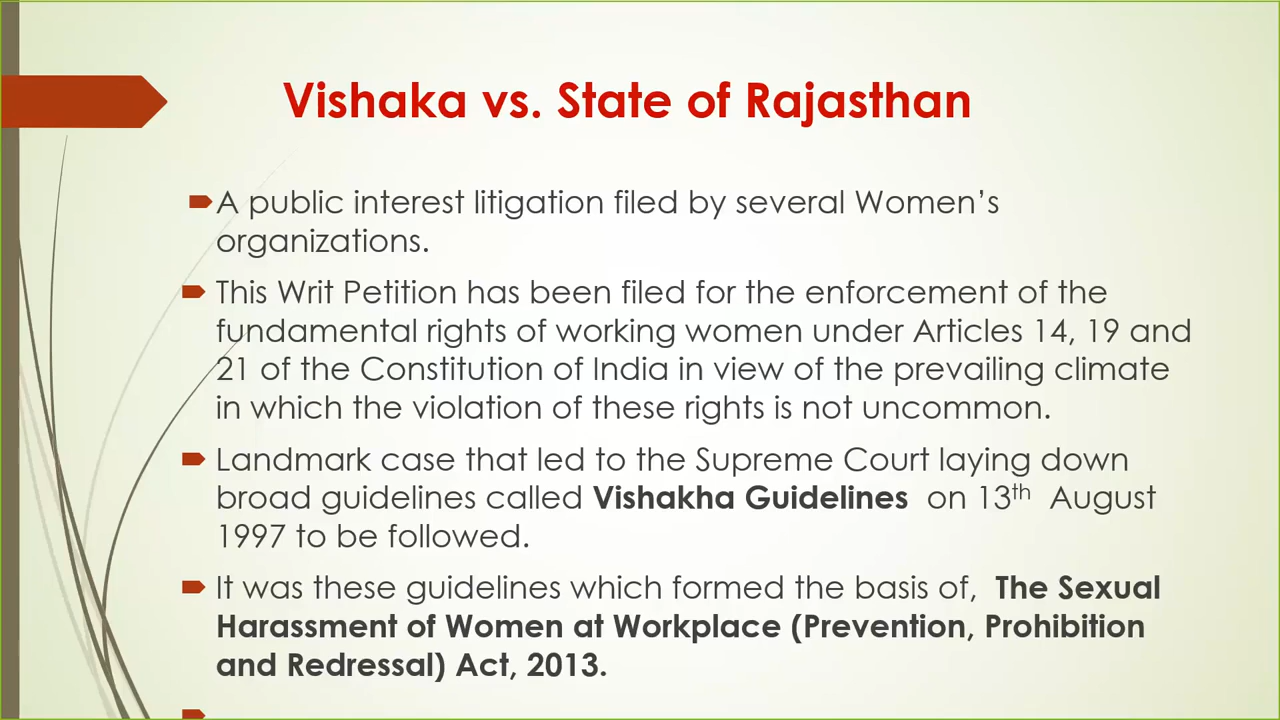 Vishaka vs. State of Rajasthan
A public interest litigation filed by several Women’s
organizations.
This Writ Petition has been filed for the enforcement of the
fundamental rights of working women under Articles 14, 19 and
21 of the Constitution of India in view of the prevailing climate
in which the violation of these rights is not uncommon.
Landmark case that led to the Supreme Court laying down
broad guidelines called Vishakha Guidelines on 13th August
1997 to be followed.
It was these guidelines which formed the basis of, The Sexual
Harassment of Women at Workplace (Prevention, Prohibition
and Redressal) Act, 2013.